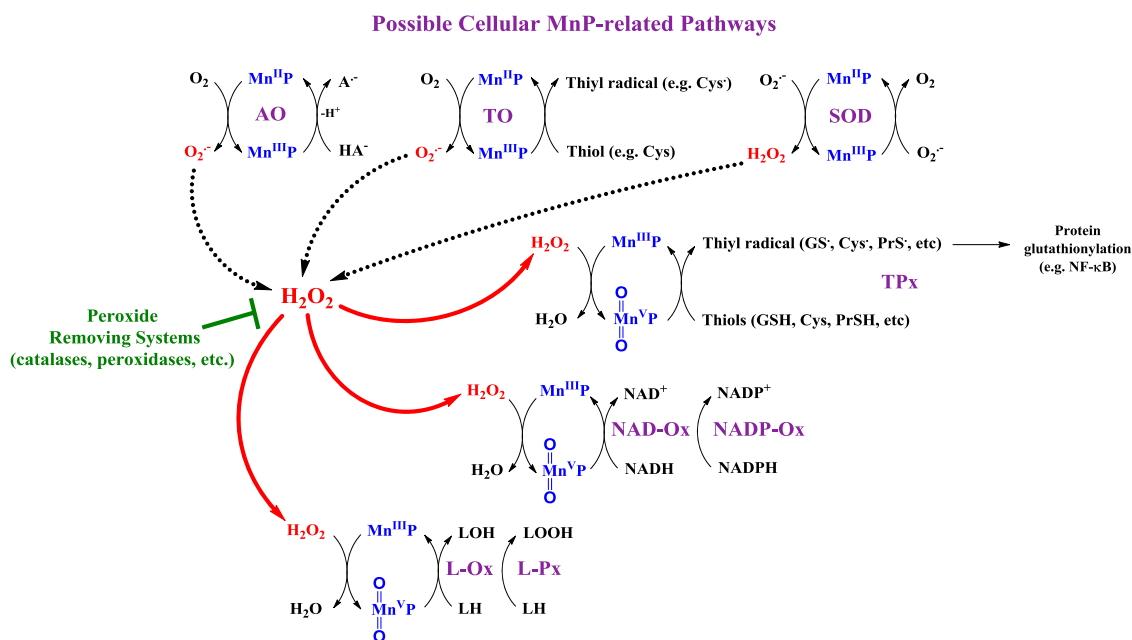 Possible Cellular MnP-related Pathways
O₂ MnᴵᴵP A·⁻
AO -H⁺
O₂·⁻ MnᴵᴵᴵP HA⁻
O₂ MnᴵᴵP Thiyl radical (e.g. Cys·)
TO
O₂·⁻ MnᴵᴵᴵP Thiol (e.g. Cys)
O₂·⁻ MnᴵᴵP O₂
SOD
H₂O₂ MnᴵᴵᴵP O₂·⁻
H₂O₂ MnᴵᴵᴵP Thiyl radical (GS·, Cys·, PrS·, etc)
Protein
glutathionylation
(e.g. NF-κB)
TPx
O
H₂O MnⱽP Thiols (GSH, Cys, PrSH, etc)
O
H₂O₂
Peroxide
Removing Systems
(catalases, peroxidases, etc.)
H₂O₂ MnᴵᴵᴵP NAD⁺ NADP⁺
NAD-Ox NADP-Ox
O
H₂O MnⱽP NADH NADPH
O
H₂O₂ MnᴵᴵᴵP LOH LOOH
L-Ox L-Px
O
H₂O MnⱽP LH LH
O